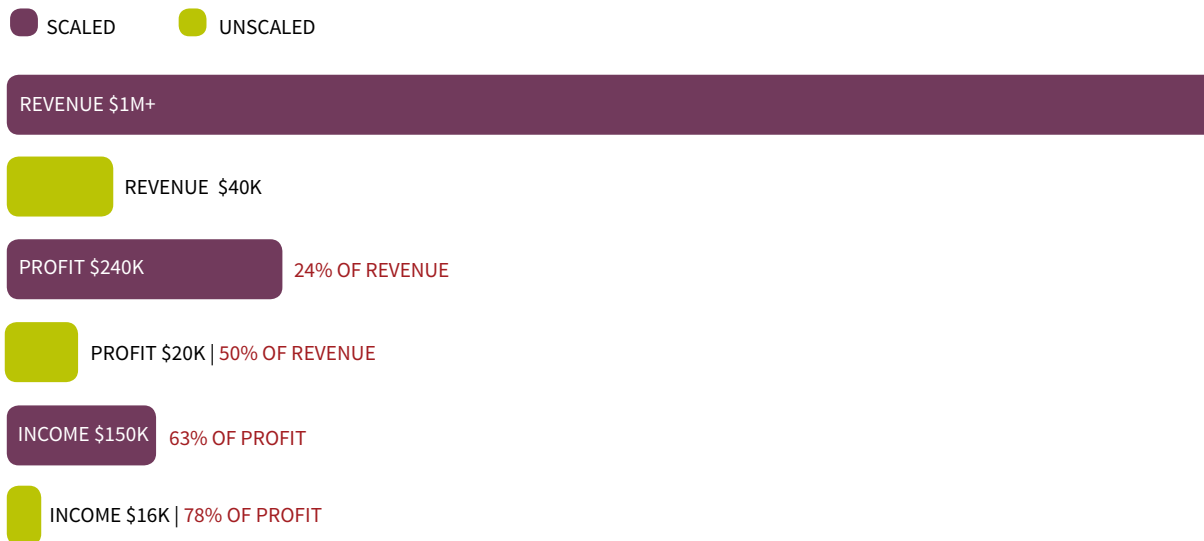 SCALED UNSCALED
REVENUE $1M+
REVENUE $40K
PROFIT $240K 24% OF REVENUE
PROFIT $20K | 50% OF REVENUE
INCOME $150K 63% OF PROFIT
INCOME $16K | 78% OF PROFIT